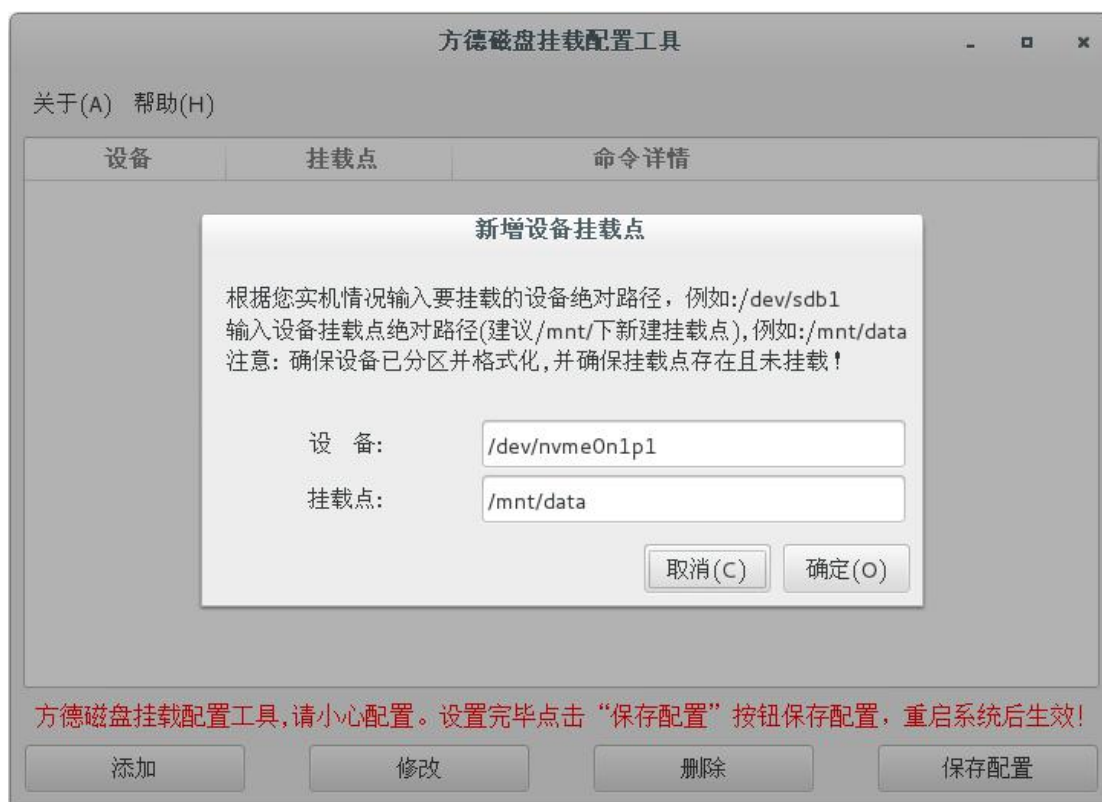 方德磁盘挂载配置工具
关于(A) 帮助(H)
设备 挂载点 命令详情
新增设备挂载点
根据您实机情况输入要挂载的设备绝对路径，例如:/dev/sdb1
输入设备挂载点绝对路径(建议/mnt/下新建挂载点),例如:/mnt/data
注意: 确保设备已分区并格式化,并确保挂载点存在且未挂载！
设 备: /dev/nvme0n1p1
挂载点: /mnt/data
取消(C) 确定(O)
方德磁盘挂载配置工具,请小心配置。设置完毕点击“保存配置”按钮保存配置，重启系统后生效!
添加 修改 删除 保存配置